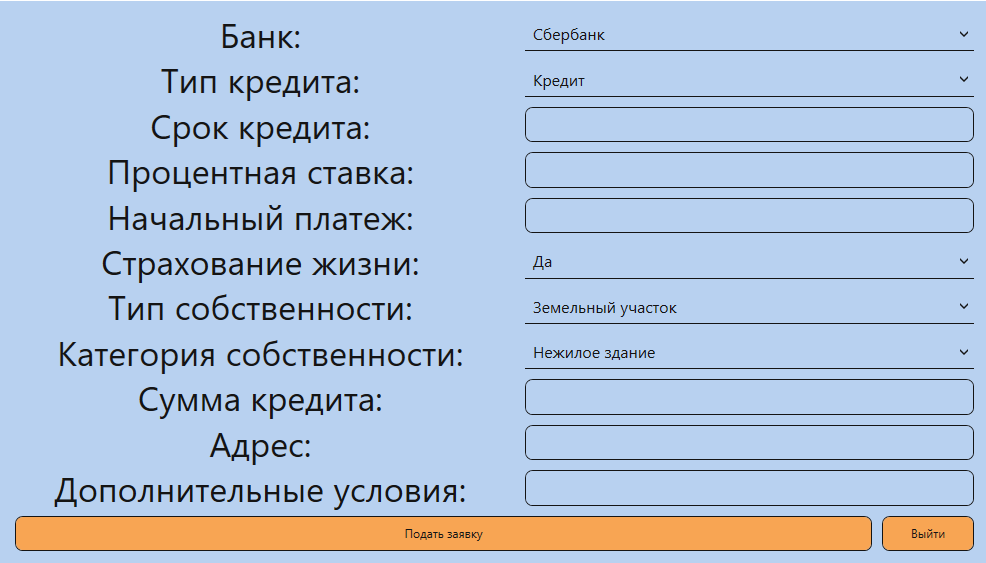 Банк: Сбербанк
Тип кредита: Кредит
Срок кредита:
Процентная ставка:
Начальный платеж:
Страхование жизни: Да
Тип собственности: Земельный участок
Категория собственности: Нежилое здание
Сумма кредита:
Адрес:
Дополнительные условия:
Подать заявку Выйти